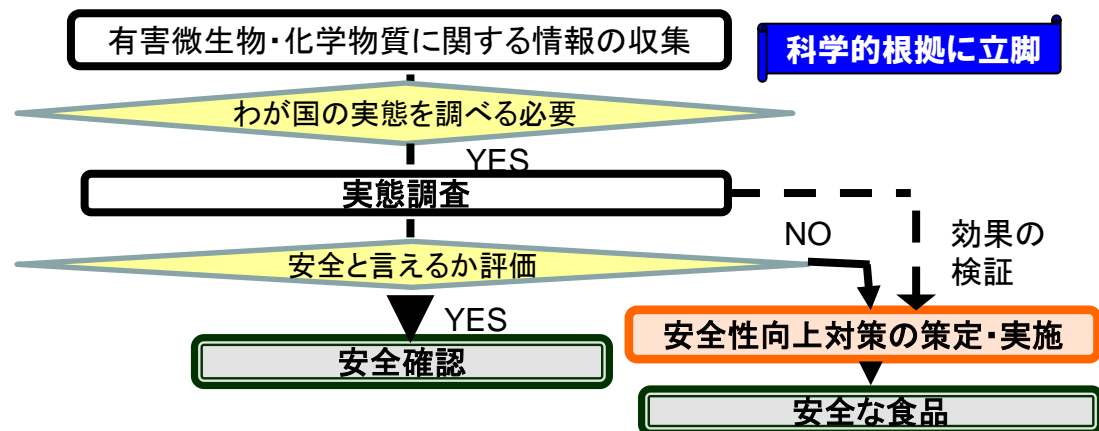 有害微生物・化学物質に関する情報の収集
科学的根拠に立脚
わが国の実態を調べる必要
YES
実態調査
NO
効果の
検証
安全と言えるか評価
YES
安全性向上対策の策定・実施
安全確認
安全な食品